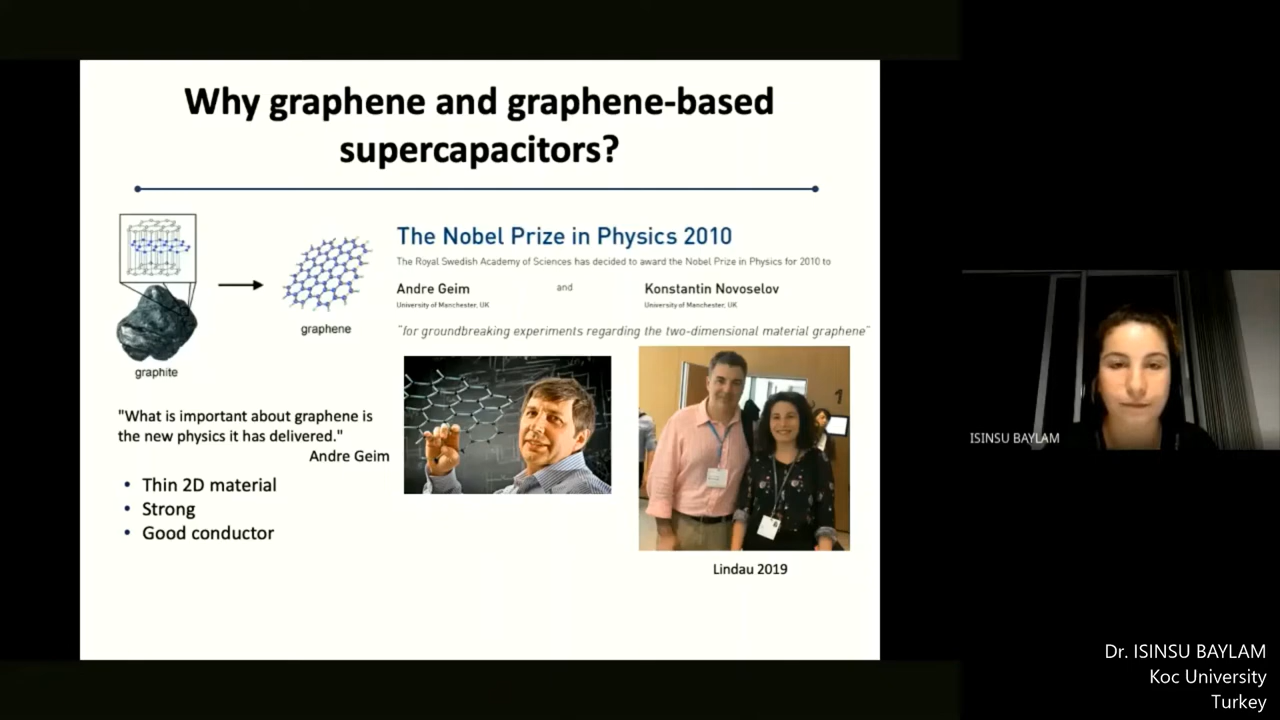 Why graphene and graphene-based
supercapacitors?
graphite
graphene
The Nobel Prize in Physics 2010
The Royal Swedish Academy of Sciences has decided to award the Nobel Prize in Physics for 2010 to
Andre Geim and Konstantin Novoselov
University of Manchester, UK University of Manchester, UK
"for groundbreaking experiments regarding the two-dimensional material graphene"
"What is important about graphene is
the new physics it has delivered."
Andre Geim
• Thin 2D material
• Strong
• Good conductor
Lindau 2019
ISINSU BAYLAM
Dr. ISINSU BAYLAM
Koc University
Turkey